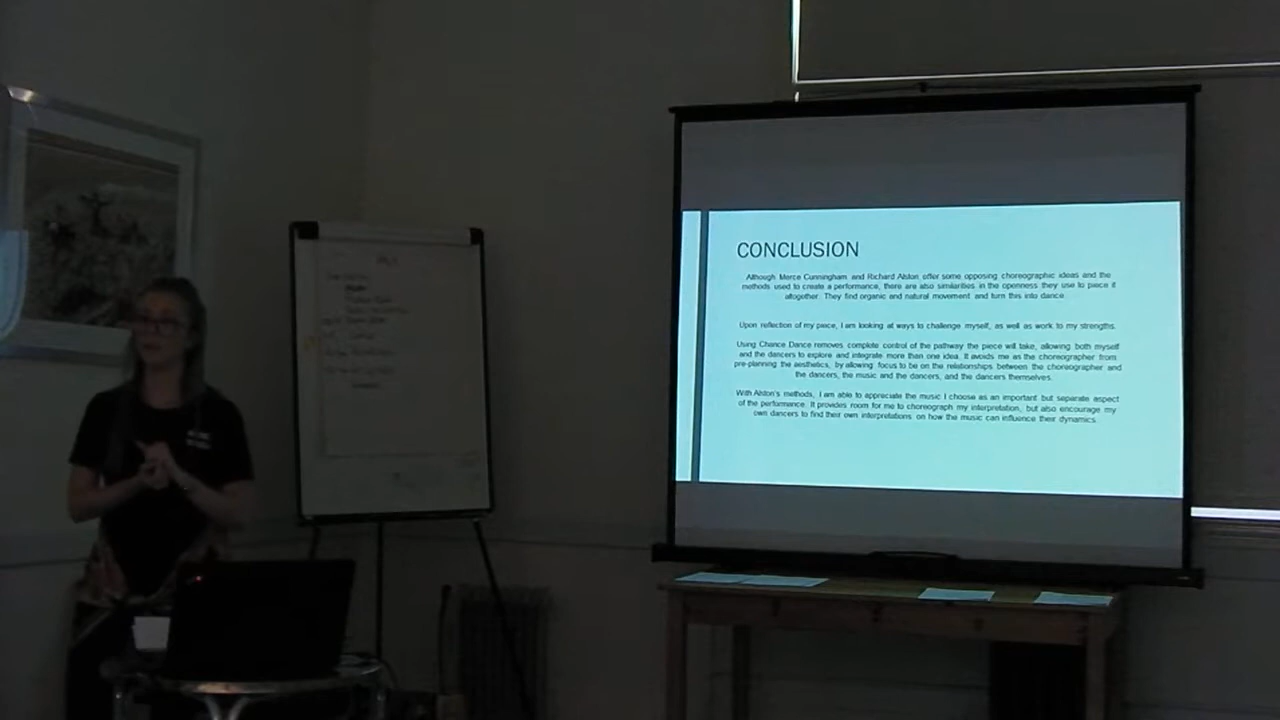 CONCLUSION
Although Merce Cunningham and Richard Alston offer some opposing choreographic ideas and the
methods used to create a performance, there are also similarities in the openness they use to piece it
altogether. They find organic and natural movement and turn this into dance.
Upon reflection of my piece, I am looking at ways to challenge myself, as well as work to my strengths.
Using Chance Dance removes complete control of the pathway the piece will take, allowing both myself
and the dancers to explore and integrate more than one idea. It avoids me as the choreographer from
pre-planning the aesthetics, by allowing focus to be on the relationships between the choreographer and
the dancers, the music and the dancers, and the dancers themselves.
With Alston's methods, I am able to appreciate the music I choose as an important but separate aspect
of the performance. It provides room for me to choreograph my interpretation, but also encourage my
own dancers to find their own interpretations on how the music can influence their dynamics.